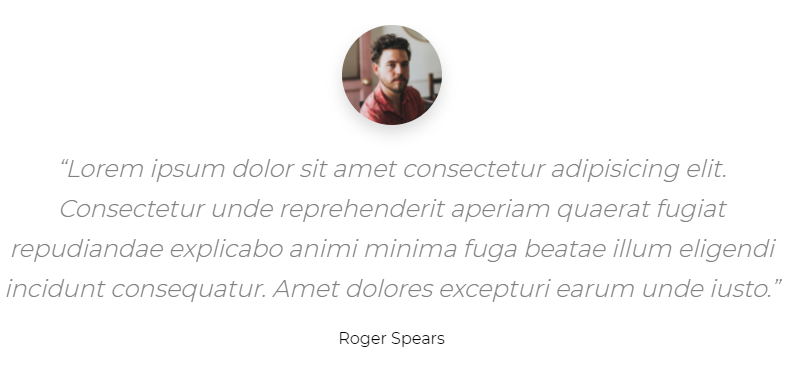 “Lorem ipsum dolor sit amet consectetur adipisicing elit.
Consectetur unde reprehenderit aperiam quaerat fugiat
repudiandae explicabo animi minima fuga beatae illum eligendi
incidunt consequatur. Amet dolores excepturi earum unde iusto.”
Roger Spears